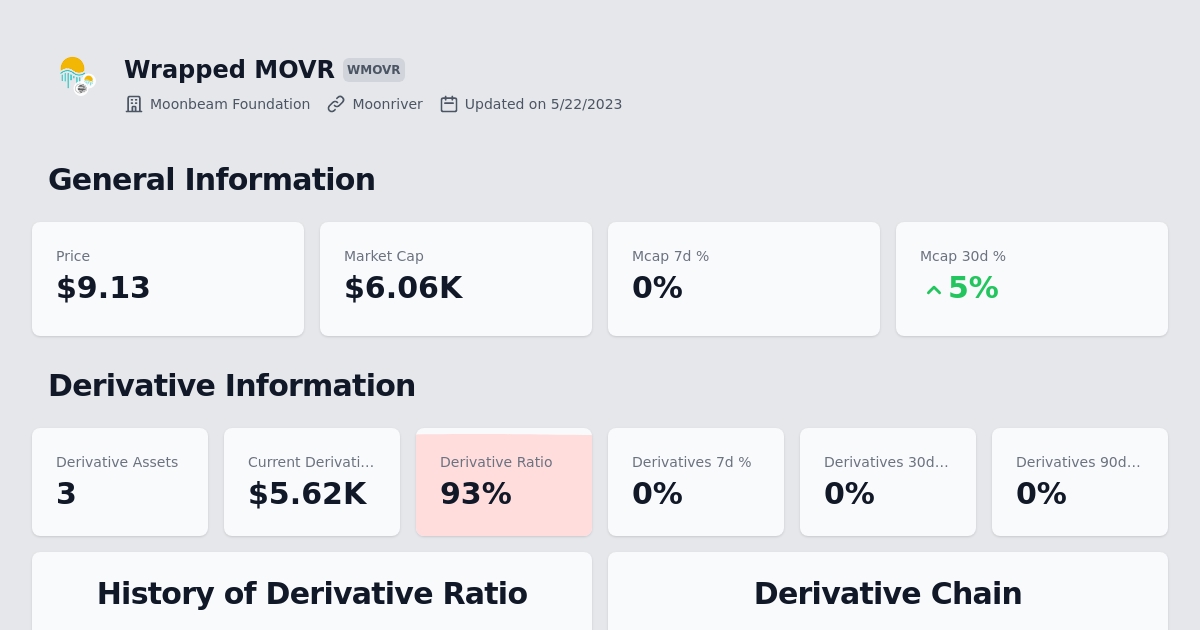 Wrapped MOVR WMOVR
Moonbeam Foundation Moonriver Updated on 5/22/2023
General Information
Price Market Cap Mcap 7d % Mcap 30d %
$9.13 $6.06K 0% 5%
Derivative Information
Derivative Assets Current Derivati... Derivative Ratio Derivatives 7d % Derivatives 30d... Derivatives 90d...
3 $5.62K 93% 0% 0% 0%
History of Derivative Ratio Derivative Chain